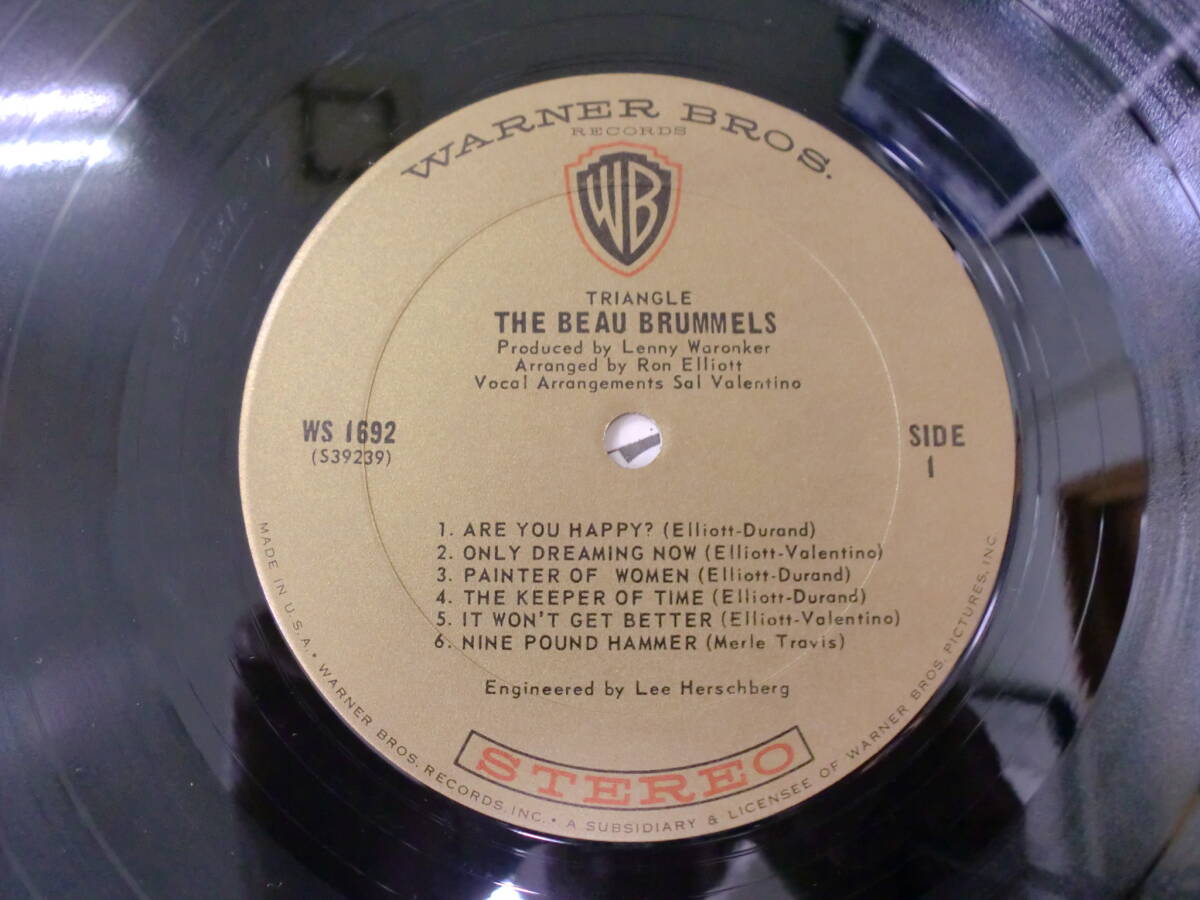 WARNER BROS.
RECORDS
WB
TRIANGLE
THE BEAU BRUMMELS
Produced by Lenny Waronker
Arranged by Ron Elliott
Vocal Arrangements Sal Valentino
WS 1692
(S39239)
SIDE
1
1. ARE YOU HAPPY? (Elliott-Durand)
2. ONLY DREAMING NOW (Elliott-Valentino)
3. PAINTER OF WOMEN (Elliott-Durand)
4. THE KEEPER OF TIME (Elliott-Durand)
5. IT WON'T GET BETTER (Elliott-Valentino)
6. NINE POUND HAMMER (Merle Travis)
Engineered by Lee Herschberg
STEREO
MADE IN U.S.A. • WARNER BROS. RECORDS, INC. • A SUBSIDIARY & LICENSEE OF WARNER BROS. PICTURES, INC.